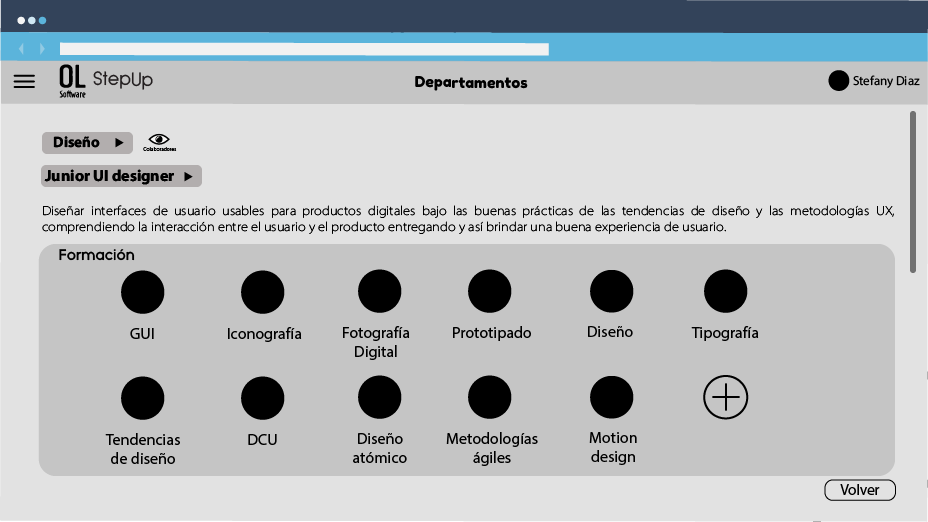 OL StepUp
Software
Departamentos
Stefany Diaz
Diseño
Colaboradores
Junior UI designer
Diseñar interfaces de usuario usables para productos digitales bajo las buenas prácticas de las tendencias de diseño y las metodologías UX,
comprendiendo la interacción entre el usuario y el producto entregando y así brindar una buena experiencia de usuario.
Formación
GUI
Iconografía
Fotografía
Digital
Prototipado
Diseño
Tipografía
Tendencias
de diseño
DCU
Diseño
atómico
Metodologías
ágiles
Motion
design
Volver